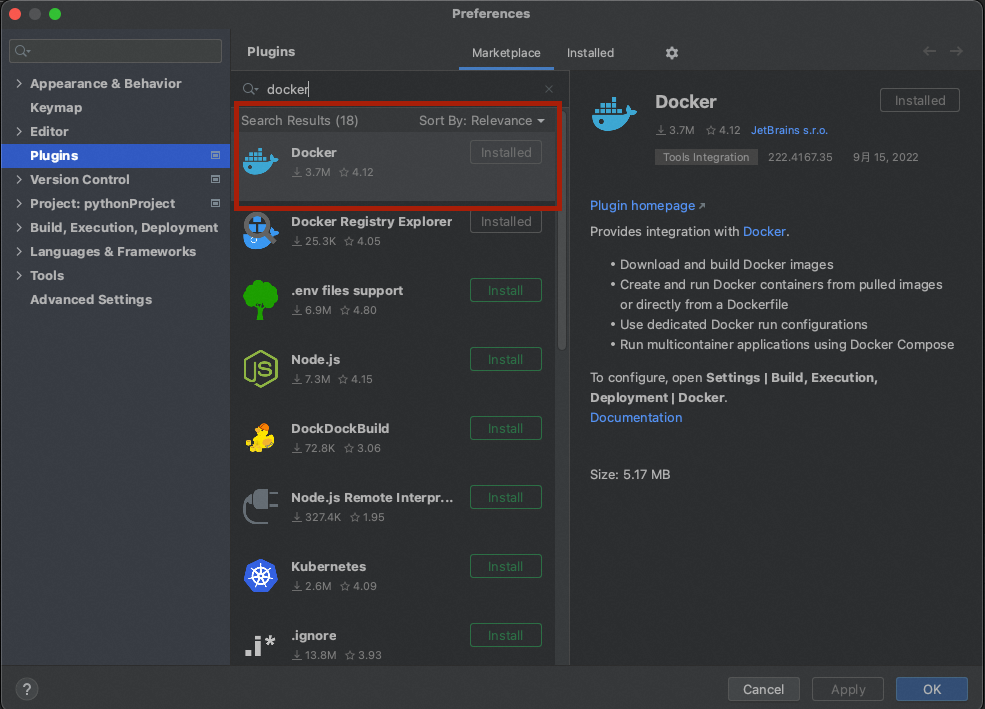 Preferences
Plugins
Marketplace
Installed
Appearance & Behavior
Keymap
Editor
Plugins
Version Control
Project: pythonProject
Build, Execution, Deployment
Languages & Frameworks
Tools
Advanced Settings
docker
Search Results (18)
Sort By: Relevance
Docker
Installed
3.7M 4.12
Docker Registry Explorer
Installed
25.3K 4.05
.env files support
Install
6.9M 4.80
Node.js
Install
7.3M 4.15
DockDockBuild
Install
72.8K 3.06
Node.js Remote Interpr...
Install
327.4K 1.95
Kubernetes
Install
2.6M 4.09
.i*
.ignore
Install
13.8M 3.93
Docker
Installed
3.7M 4.12 JetBrains s.r.o.
Tools Integration 222.4167.35 9月 15, 2022
Plugin homepage ↗
Provides integration with Docker.
• Download and build Docker images
• Create and run Docker containers from pulled images
or directly from a Dockerfile
• Use dedicated Docker run configurations
• Run multicontainer applications using Docker Compose
To configure, open Settings | Build, Execution,
Deployment | Docker.
Documentation
Size: 5.17 MB
?
Cancel
Apply
OK